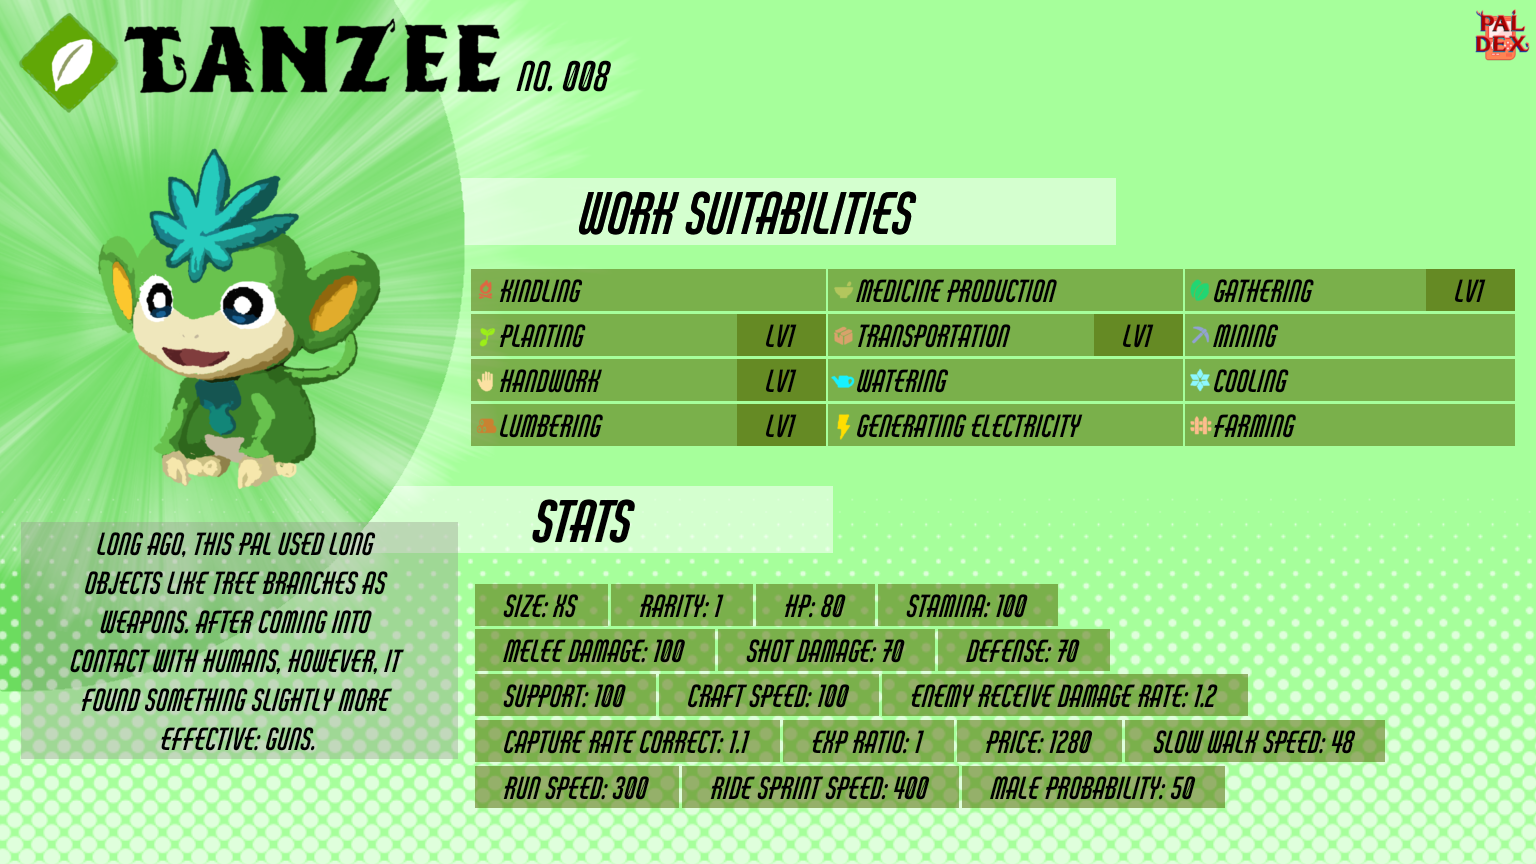 TANZEE NO. 008
PAL
DEX
WORK SUITABILITIES
KINDLING
MEDICINE PRODUCTION
GATHERING LV1
PLANTING LV1
TRANSPORTATION LV1
MINING
HANDWORK LV1
WATERING
COOLING
LUMBERING LV1
GENERATING ELECTRICITY
FARMING
STATS
LONG AGO, THIS PAL USED LONG
OBJECTS LIKE TREE BRANCHES AS
WEAPONS. AFTER COMING INTO
CONTACT WITH HUMANS, HOWEVER, IT
FOUND SOMETHING SLIGHTLY MORE
EFFECTIVE: GUNS.
SIZE: XS RARITY: 1 HP: 80 STAMINA: 100
MELEE DAMAGE: 100 SHOT DAMAGE: 70 DEFENSE: 70
SUPPORT: 100 CRAFT SPEED: 100 ENEMY RECEIVE DAMAGE RATE: 1.2
CAPTURE RATE CORRECT: 1.1 EXP RATIO: 1 PRICE: 1280 SLOW WALK SPEED: 48
RUN SPEED: 300 RIDE SPRINT SPEED: 400 MALE PROBABILITY: 50